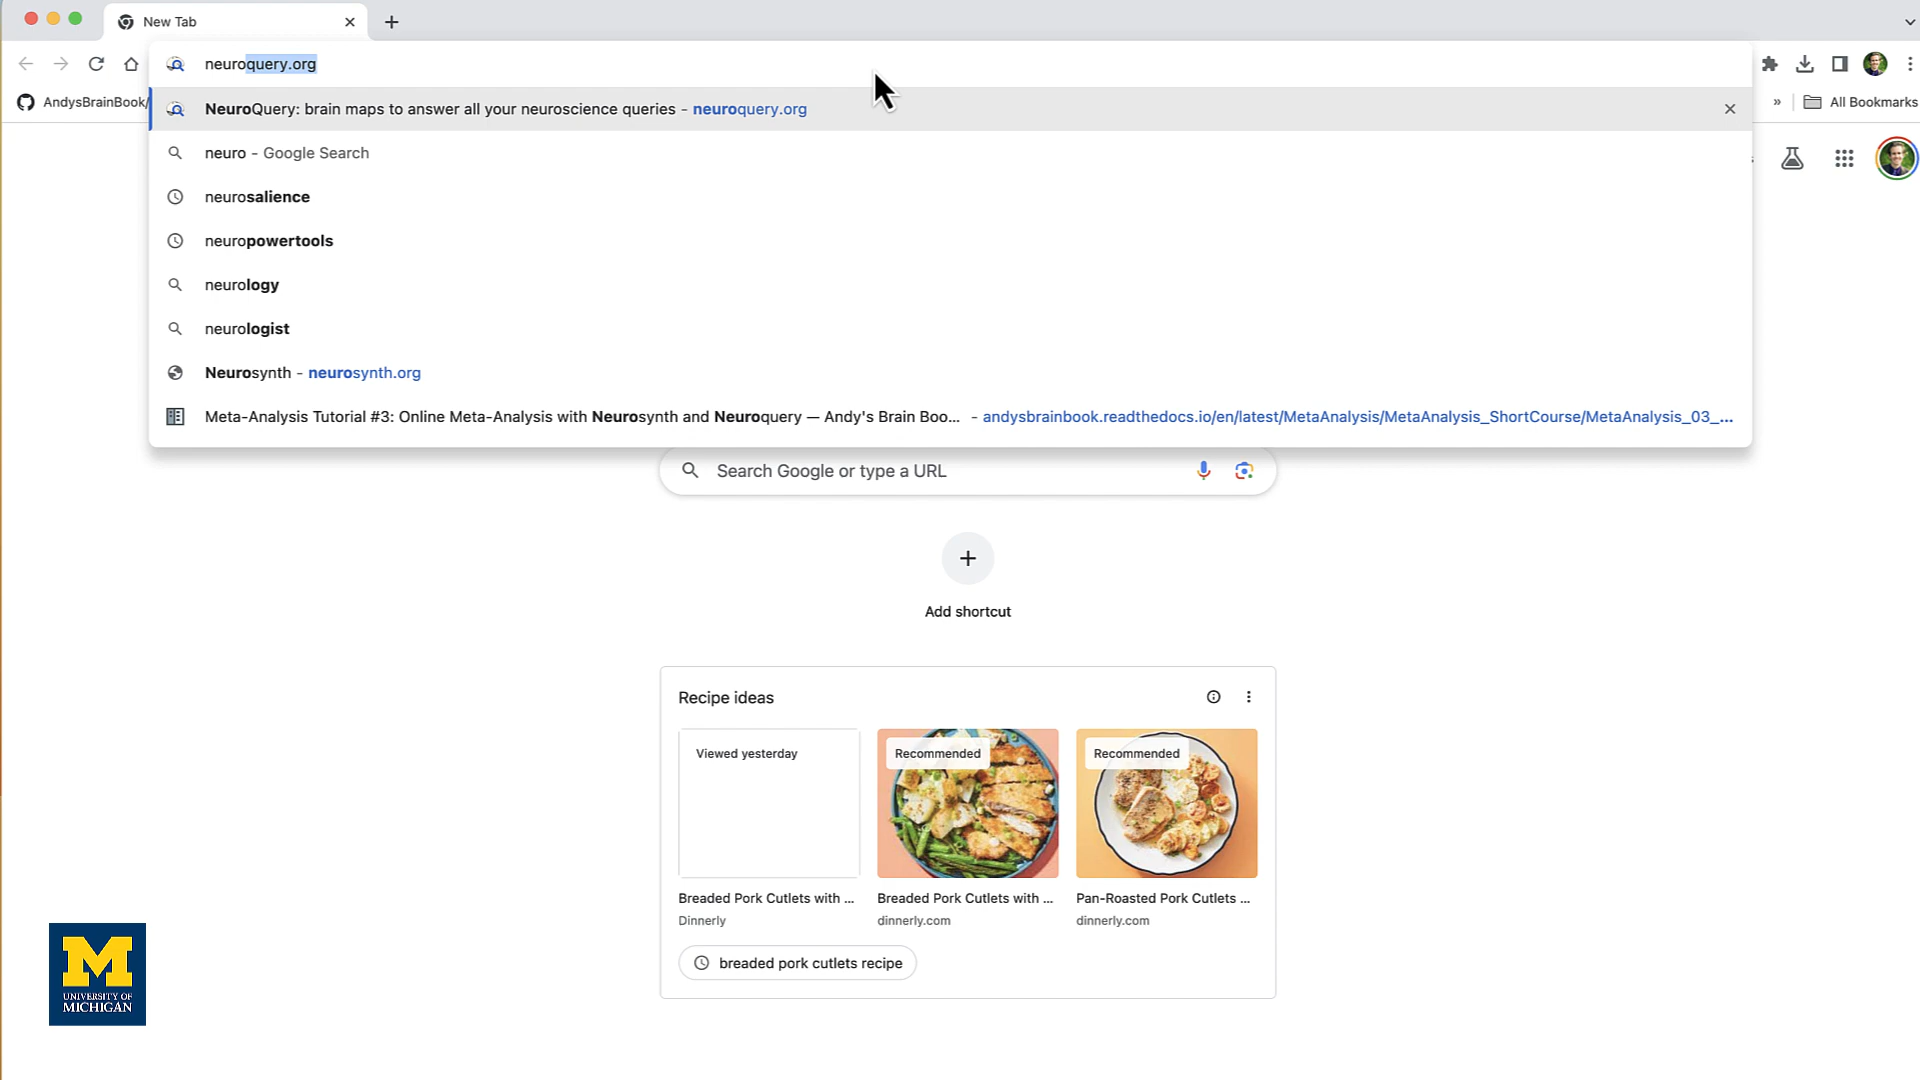 New Tab
neuroquery.org
AndysBrainBook/
NeuroQuery: brain maps to answer all your neuroscience queries - neuroquery.org
» All Bookmarks
neuro - Google Search
neurosalience
neuropowertools
neurology
neurologist
Neurosynth - neurosynth.org
Meta-Analysis Tutorial #3: Online Meta-Analysis with Neurosynth and Neuroquery — Andy's Brain Boo... - andysbrainbook.readthedocs.io/en/latest/MetaAnalysis/MetaAnalysis_ShortCourse/MetaAnalysis_03_...
Search Google or type a URL
Add shortcut
Recipe ideas
Viewed yesterday
Recommended
Recommended
Breaded Pork Cutlets with ...
Dinnerly
Breaded Pork Cutlets with ...
dinnerly.com
Pan-Roasted Pork Cutlets ...
dinnerly.com
breaded pork cutlets recipe
M
UNIVERSITY OF
MICHIGAN